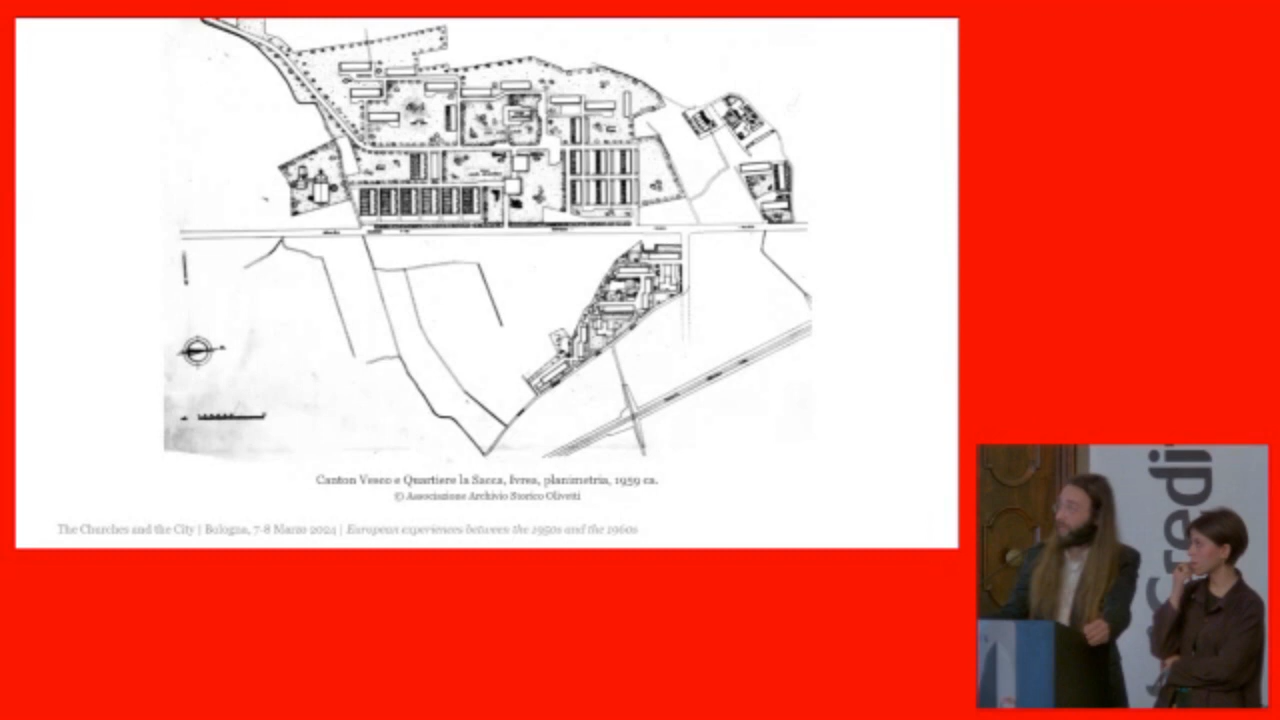 Canton Vesco e Quartiere la Sacca, Ivrea, planimetria, 1959 ca.
© Associazione Archivio Storico Olivetti
The Churches and the City | Bologna, 7-8 Marzo 2024 | European experiences between the 1950s and the 1960s